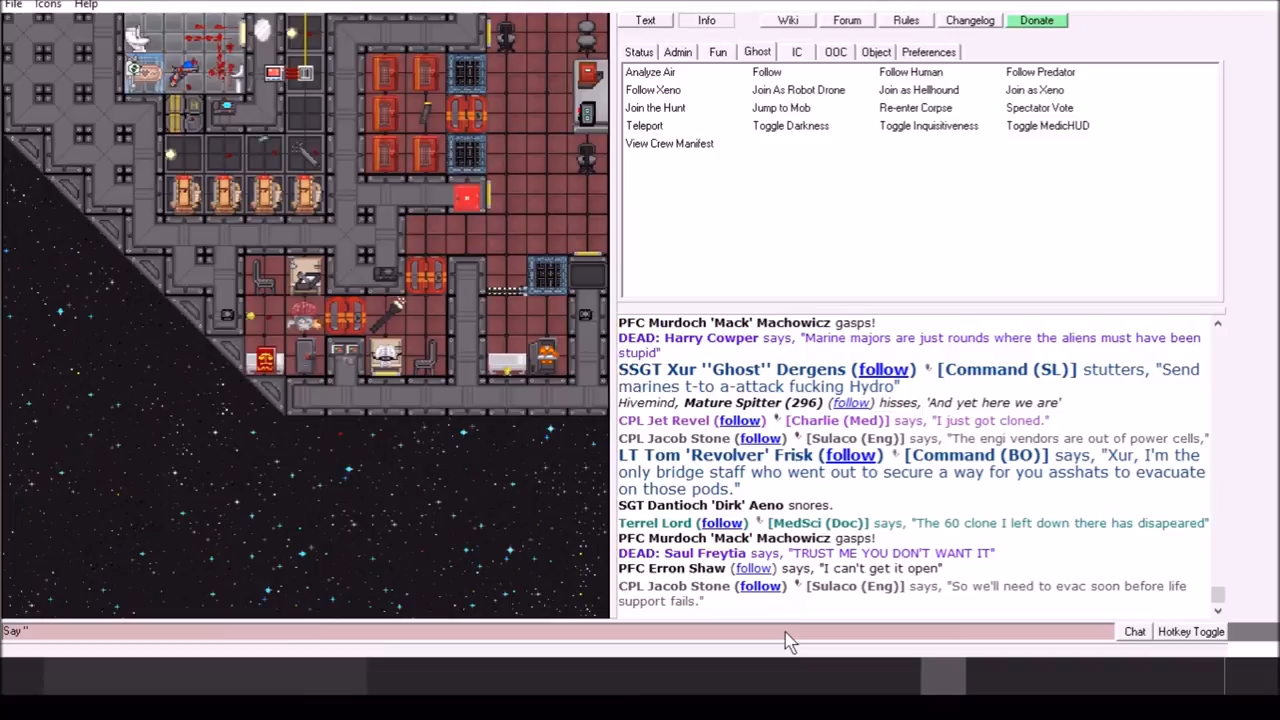 File Icons Help
Text Info Wiki Forum Rules Changelog Donate
Status Admin Fun Ghost IC OOC Object Preferences
Analyze Air Follow Follow Human Follow Predator
Follow Xeno Join As Robot Drone Join as Hellhound Join as Xeno
Join the Hunt Jump to Mob Re-enter Corpse Spectator Vote
Teleport Toggle Darkness Toggle Inquisitiveness Toggle MedicHUD
View Crew Manifest
PFC Murdoch 'Mack' Machowicz gasps!
DEAD: Harry Cowper says, "Marine majors are just rounds where the aliens must have been
stupid"
SSGT Xur ''Ghost'' Dergens (follow) [Command (SL)] stutters, "Send
marines t-to a-attack fucking Hydro"
Hivemind, Mature Spitter (296) (follow) hisses, 'And yet here we are'
CPL Jet Revel (follow) [Charlie (Med)] says, "I just got cloned."
CPL Jacob Stone (follow) [Sulaco (Eng)] says, "The engi vendors are out of power cells,"
LT Tom 'Revolver' Frisk (follow) [Command (BO)] says, "Xur, I'm the
only bridge staff who went out to secure a way for you asshats to evacuate
on those pods."
SGT Dantioch 'Dirk' Aeno snores.
Terrel Lord (follow) [MedSci (Doc)] says, "The 60 clone I left down there has disapeared"
PFC Murdoch 'Mack' Machowicz gasps!
DEAD: Saul Freytia says, "TRUST ME YOU DON'T WANT IT"
PFC Erron Shaw (follow) says, "I can't get it open"
CPL Jacob Stone (follow) [Sulaco (Eng)] says, "So we'll need to evac soon before life
support fails."
Say " Chat Hotkey Toggle